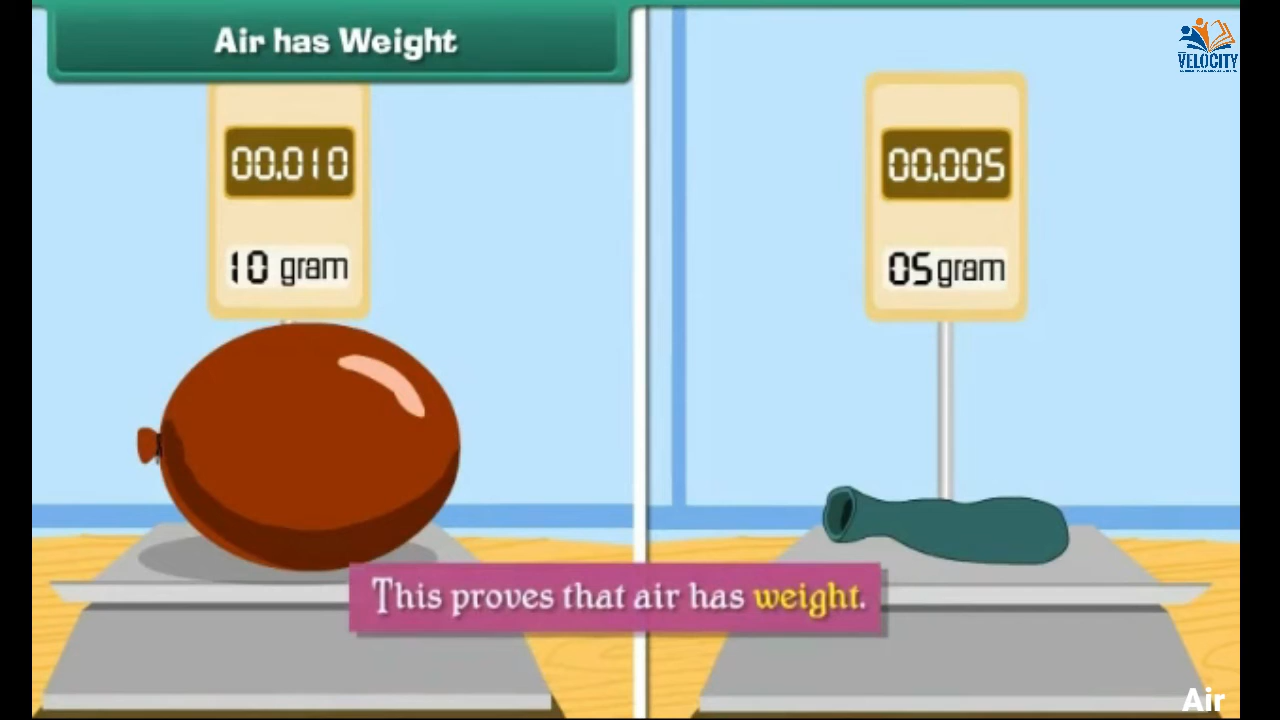 Air has Weight
VELOCITY
00.010
10 gram
00.005
05 gram
This proves that air has weight.
Air